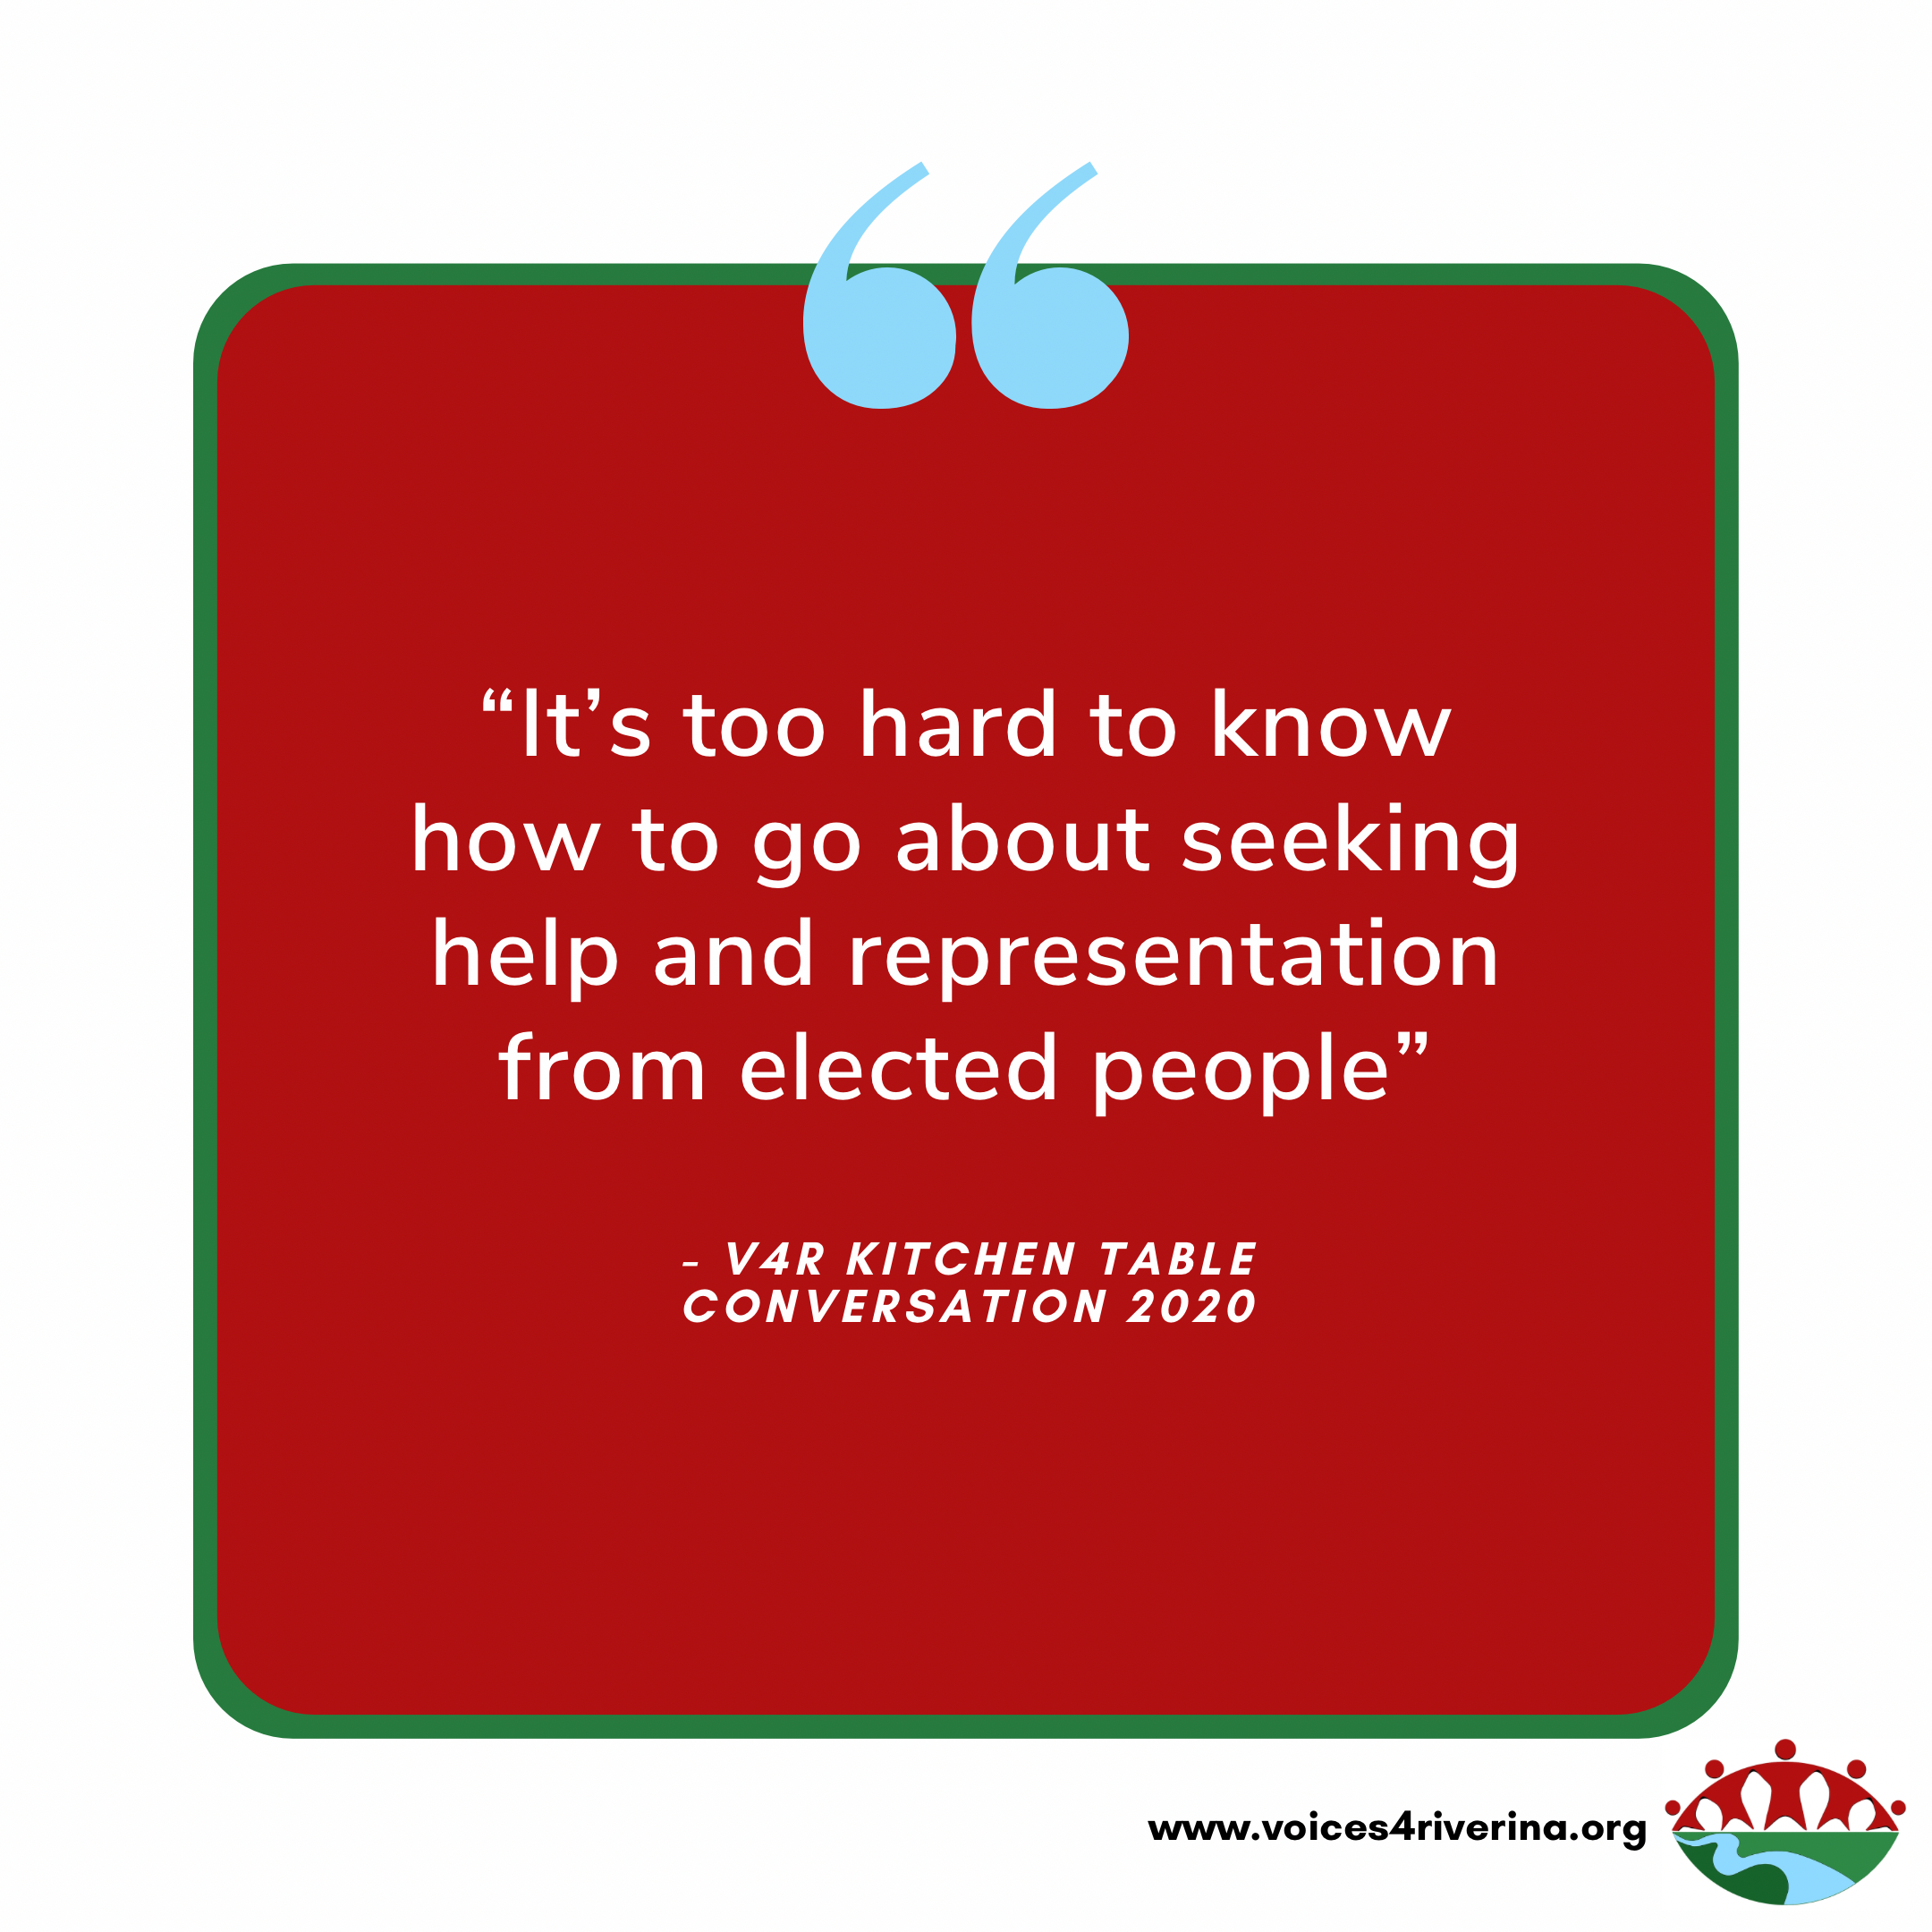 “It’s too hard to know
how to go about seeking
help and representation
from elected people”
– V4R KITCHEN TABLE
CONVERSATION 2020
www.voices4riverina.org